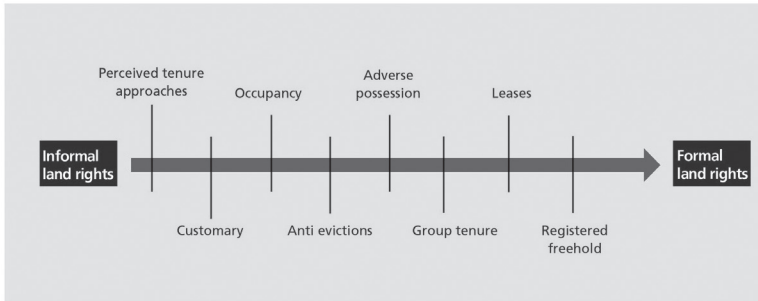 Perceived tenure
approaches
Occupancy
Adverse
possession
Leases
Informal
land rights
Formal
land rights
Customary
Anti evictions
Group tenure
Registered
freehold